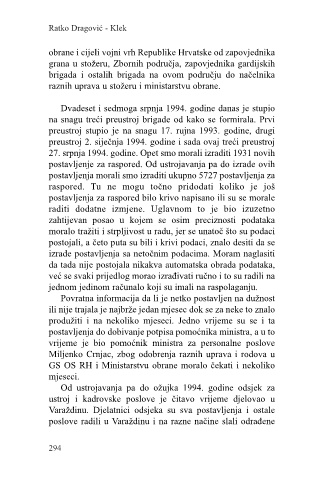 Ratko Dragović - Klek
obrane i cijeli vojni vrh Republike Hrvatske od zapovjednika
grana u stožeru, Zbornih područja, zapovjednika gardijskih
brigada i ostalih brigada na ovom području do načelnika
raznih uprava u stožeru i ministarstvu obrane.
Dvadeset i sedmoga srpnja 1994. godine danas je stupio
na snagu treći preustroj brigade od kako se formirala. Prvi
preustroj stupio je na snagu 17. rujna 1993. godine, drugi
preustroj 2. siječnja 1994. godine i sada ovaj treći preustroj
27. srpnja 1994. godine. Opet smo morali izraditi 1931 novih
postavljenje za raspored. Od ustrojavanja pa do izrade ovih
postavljenja morali smo izraditi ukupno 5727 postavljenja za
raspored. Tu ne mogu točno pridodati koliko je još
postavljenja za raspored bilo krivo napisano ili su se morale
raditi dodatne izmjene. Uglavnom to je bio izuzetno
zahtijevan posao u kojem se osim preciznosti podataka
moralo tražiti i strpljivost u radu, jer se unatoč što su podaci
postojali, a četo puta su bili i krivi podaci, znalo desiti da se
izrade postavljenja sa netočnim podacima. Moram naglasiti
da tada nije postojala nikakva automatska obrada podataka,
već se svaki prijedlog morao izrađivati ručno i to su radili na
jednom jedinom računalo koji su imali na raspolaganju.
Povratna informacija da li je netko postavljen na dužnost
ili nije trajala je najbrže jedan mjesec dok se za neke to znalo
produžiti i na nekoliko mjeseci. Jedno vrijeme su se i ta
postavljenja do dobivanje potpisa pomoćnika ministra, a u to
vrijeme je bio pomoćnik ministra za personalne poslove
Miljenko Crnjac, zbog odobrenja raznih uprava i rodova u
GS OS RH i Ministarstvu obrane moralo čekati i nekoliko
mjeseci.
Od ustrojavanja pa do ožujka 1994. godine odsjek za
ustroj i kadrovske poslove je čitavo vrijeme djelovao u
Varaždinu. Djelatnici odsjeka su sva postavljenja i ostale
poslove radili u Varaždinu i na razne načine slali odrađene
294